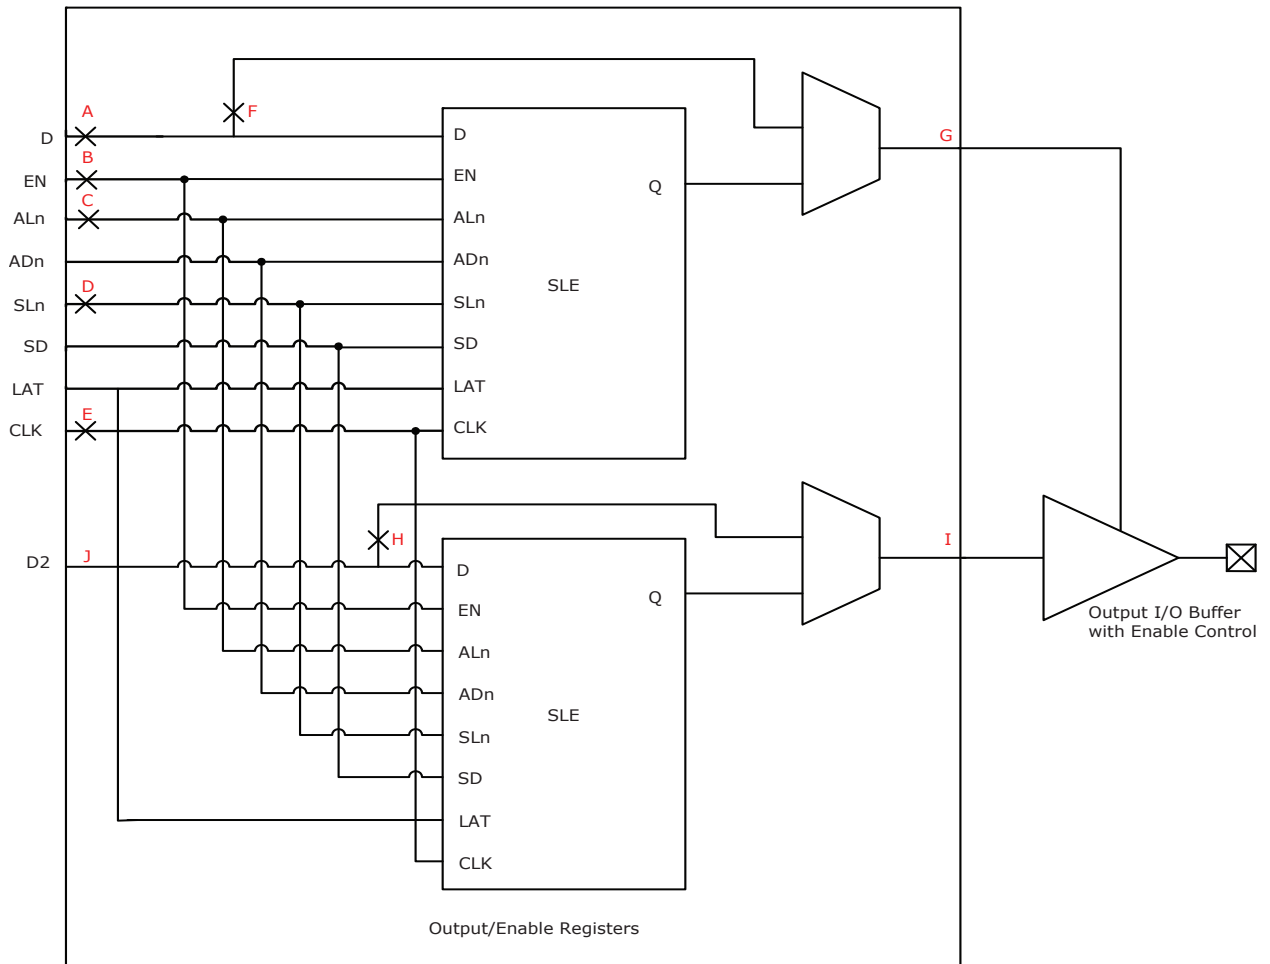 A
F
D
D
B
EN
EN
Q
C
ALn
ALn
ADn
ADn
SLE
D
SLn
SLn
SD
SD
LAT
LAT
E
CLK
CLK
G
H
I
J
D2
D
Q
EN
ALn
ADn
SLE
SLn
SD
LAT
CLK
Output I/O Buffer
with Enable Control
Output/Enable Registers